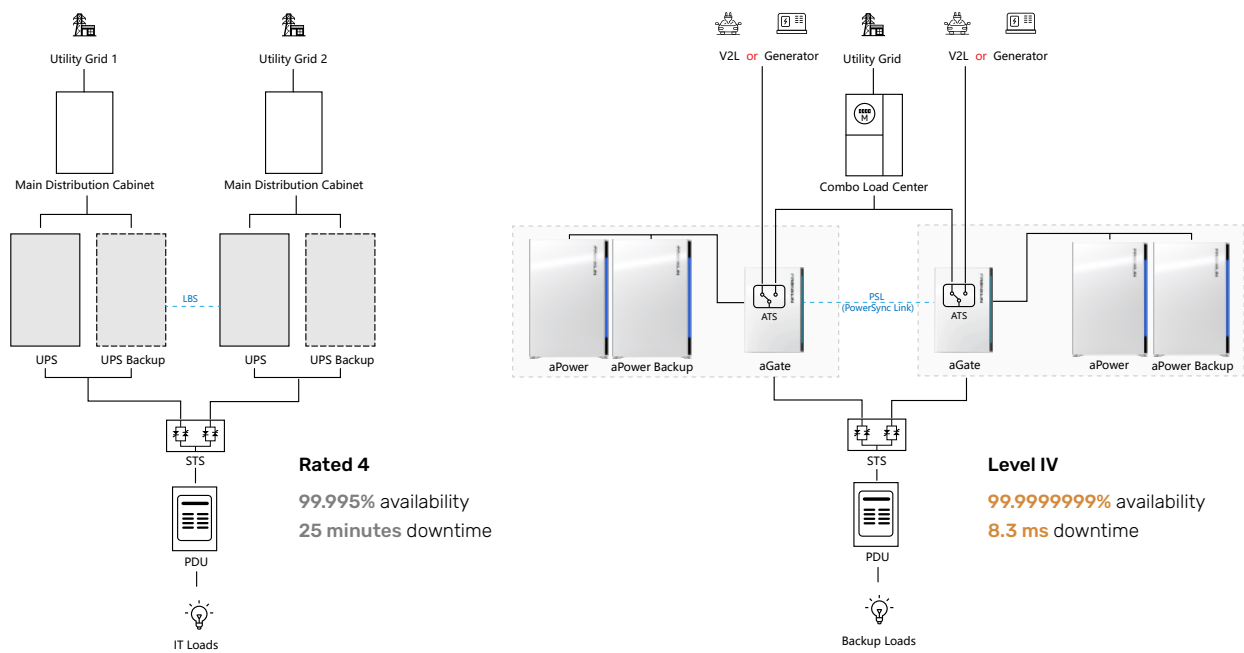 Utility Grid 1
Utility Grid 2
Main Distribution Cabinet
Main Distribution Cabinet
LBS
UPS
UPS Backup
UPS
UPS Backup
STS
PDU
IT Loads
Rated 4
99.995% availability
25 minutes downtime
V2L or Generator
Utility Grid
V2L or Generator
M
Combo Load Center
ATS
PSL
(PowerSync Link)
ATS
aPower
aPower Backup
aGate
aGate
aPower
aPower Backup
STS
PDU
Backup Loads
Level IV
99.9999999% availability
8.3 ms downtime